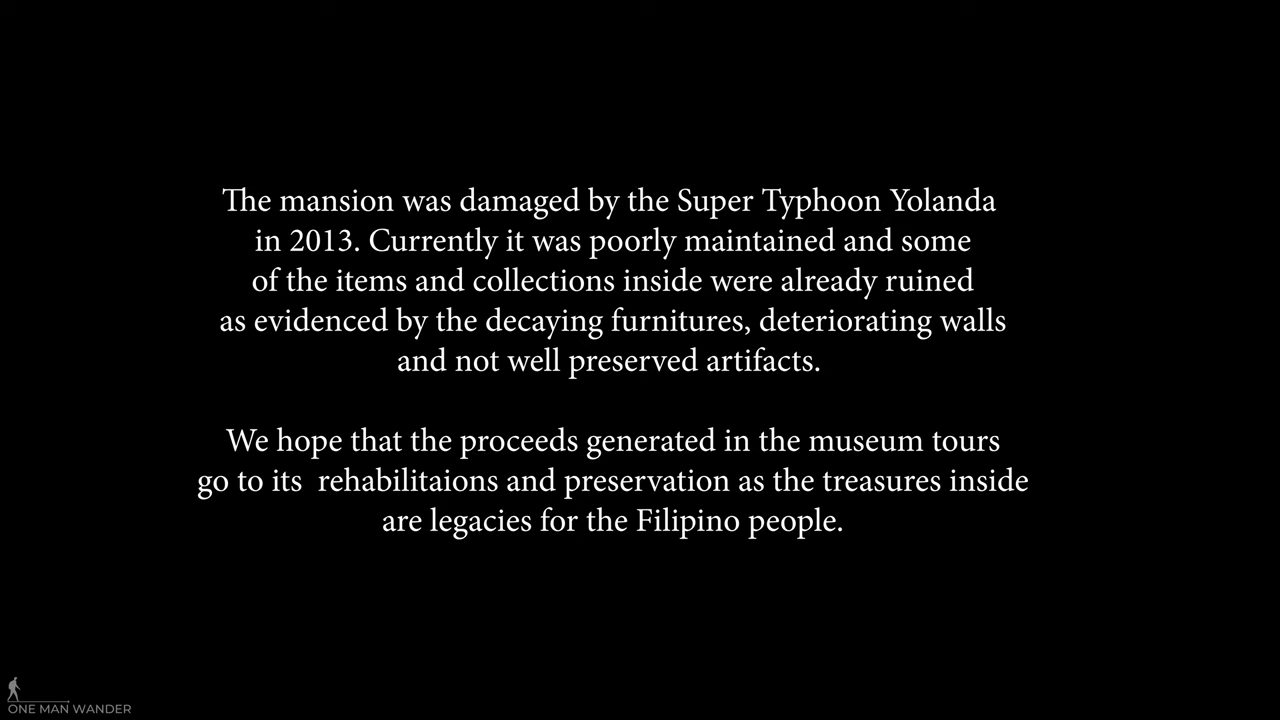 The mansion was damaged by the Super Typhoon Yolanda
in 2013. Currently it was poorly maintained and some
of the items and collections inside were already ruined
as evidenced by the decaying furnitures, deteriorating walls
and not well preserved artifacts.
We hope that the proceeds generated in the museum tours
go to its  rehabilitaions and preservation as the treasures inside
are legacies for the Filipino people.
ONE MAN WANDER